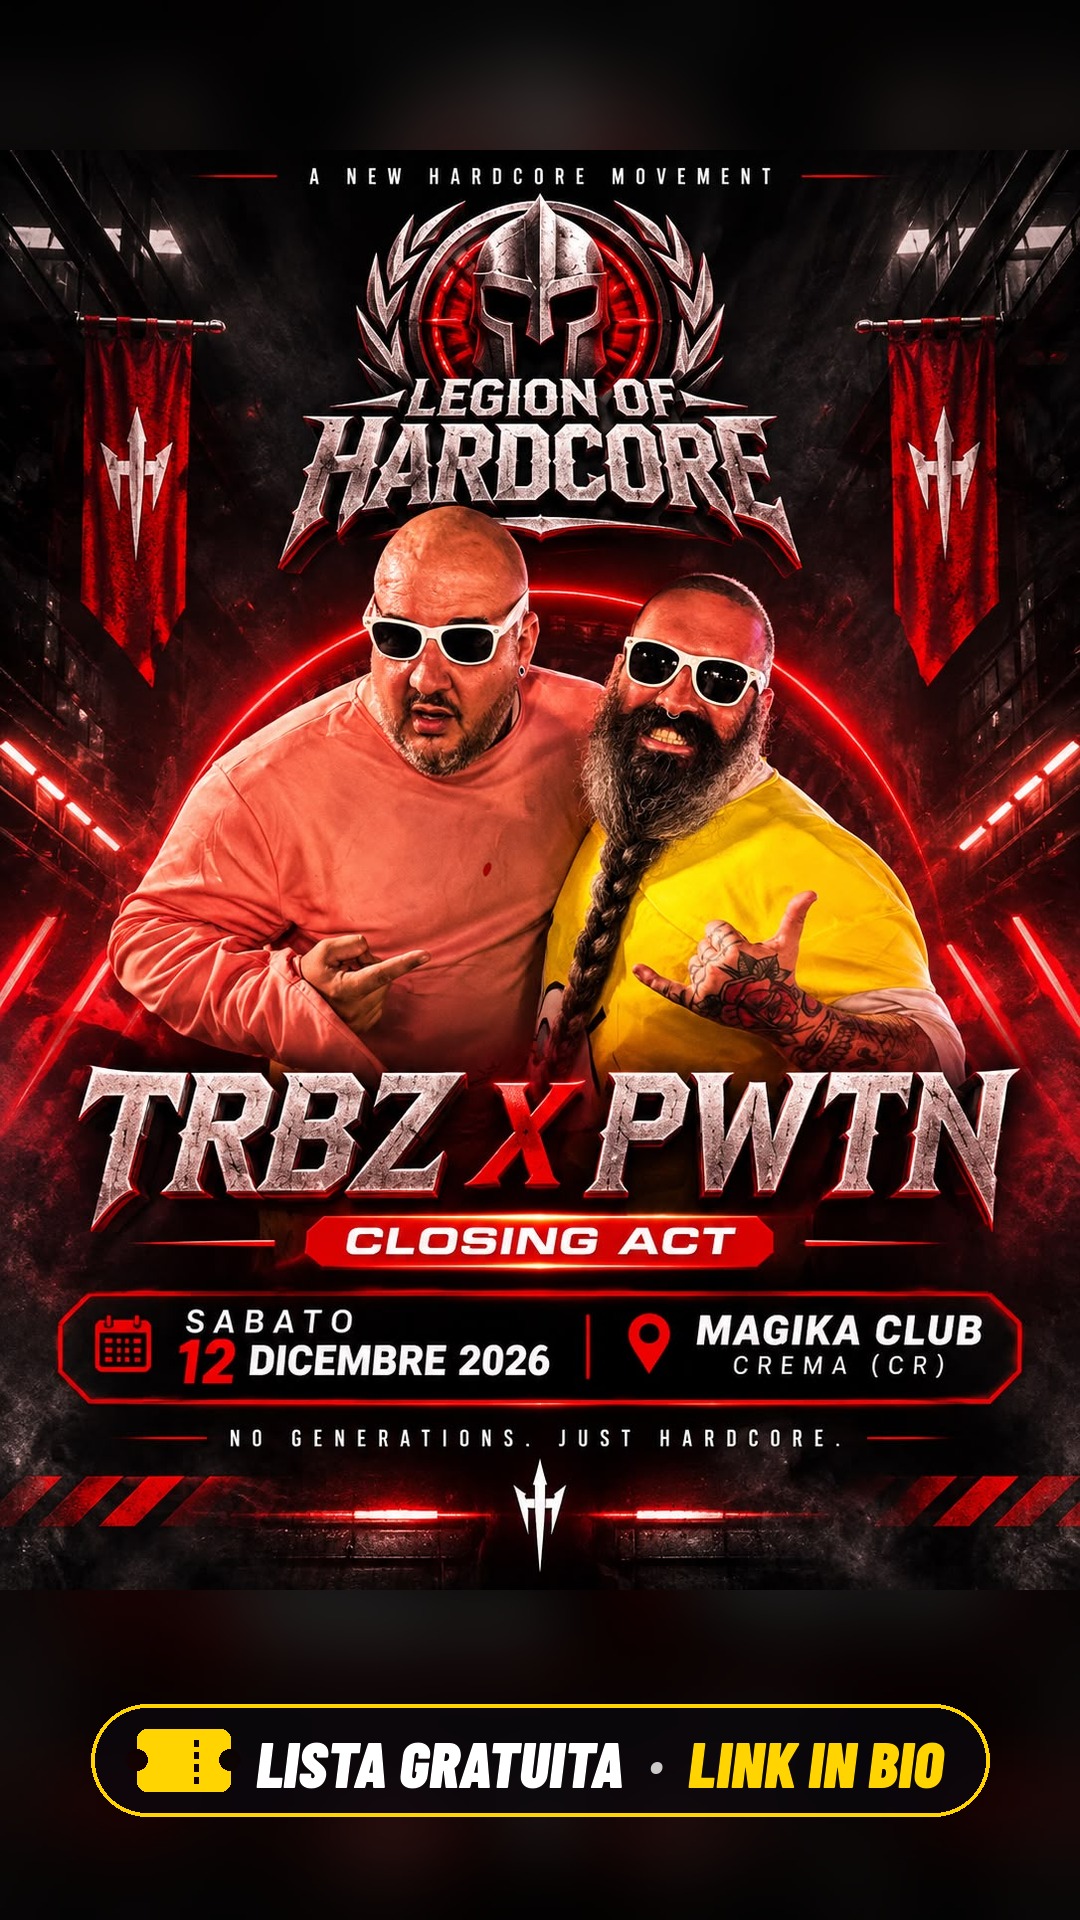 A NEW HARDCORE MOVEMENT
LEGION OF
HARDCORE
TRBZ X PWTN
CLOSING ACT
SABATO
12 DICEMBRE 2026
MAGIKA CLUB
CREMA (CR)
NO GENERATIONS. JUST HARDCORE.
LISTA GRATUITA • LINK IN BIO